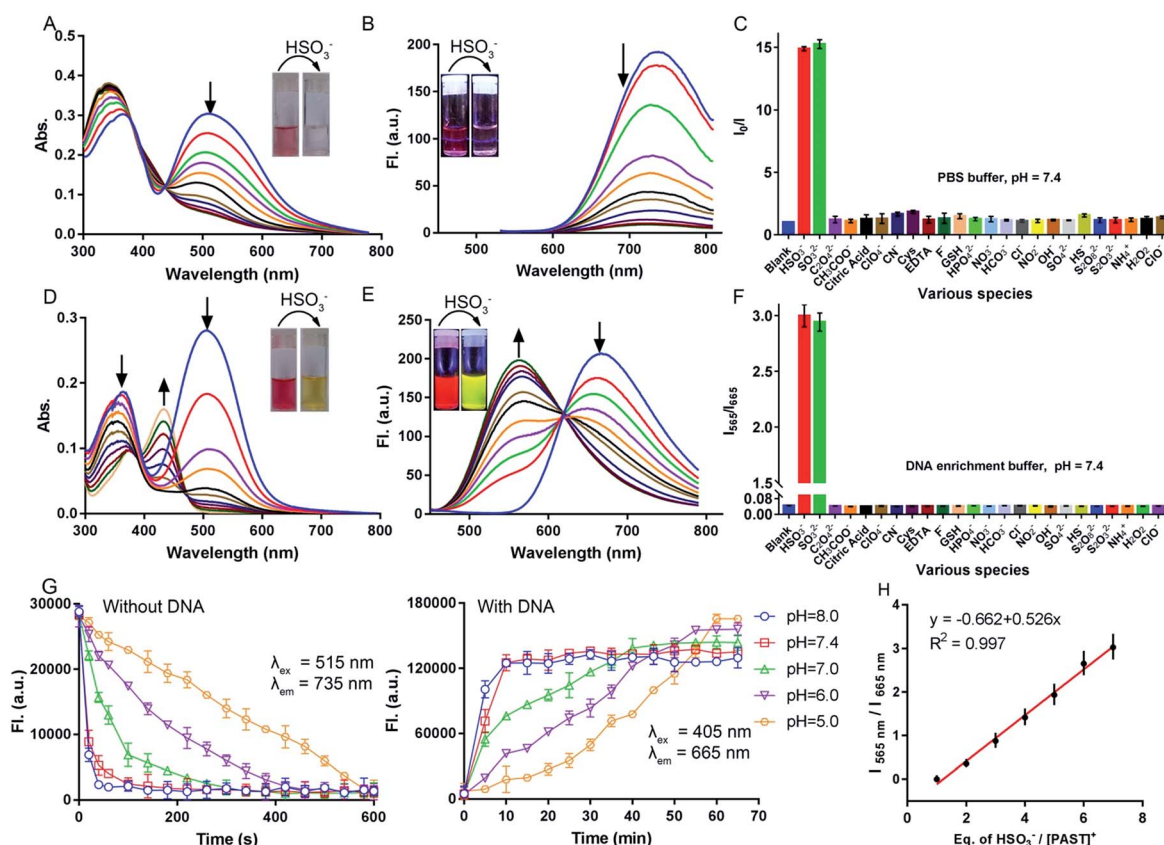 A
HSO₃⁻
Abs.
0.5
0.4
0.3
0.2
0.1
0.0
300 400 500 600 700 800
Wavelength (nm)
B
HSO₃⁻
Fl. (a.u.)
250
200
150
100
50
0
400 500 600 700 800
Wavelength (nm)
C
I₀/I
15
10
5
0
PBS buffer, pH = 7.4
Blank
HSO₃⁻
SO₃²⁻
C₂O₄²⁻
CH₃COO⁻
Citric Acid
ClO₄⁻
CN⁻
Cys
EDTA
F⁻
GSH
HPO₄²⁻
NO₃⁻
HCO₃⁻
Cl⁻
NO₂⁻
OH⁻
SO₄²⁻
HS⁻
S₂O₈²⁻
S₂O₃²⁻
NH₄⁺
H₂O₂
ClO⁻
Various species
D
HSO₃⁻
Abs.
0.3
0.2
0.1
0.0
300 400 500 600 700 800
Wavelength (nm)
E
HSO₃⁻
Fl. (a.u.)
250
200
150
100
50
0
500 600 700 800
Wavelength (nm)
F
I₅₆₅/I₆₆₅
3.0
2.5
2.0
1.5
0.08
0.00
DNA enrichment buffer, pH = 7.4
Blank
HSO₃⁻
SO₃²⁻
C₂O₄²⁻
CH₃COO⁻
Citric Acid
ClO₄⁻
CN⁻
Cys
EDTA
F⁻
GSH
HPO₄²⁻
NO₃⁻
HCO₃⁻
Cl⁻
NO₂⁻
OH⁻
SO₄²⁻
HS⁻
S₂O₈²⁻
S₂O₃²⁻
NH₄⁺
H₂O₂
ClO⁻
Various species
G
Without DNA
λex = 515 nm
λem = 735 nm
Fl. (a.u.)
30000
20000
10000
0
0 200 400 600
Time (s)
With DNA
λex = 405 nm
λem = 665 nm
Fl. (a.u.)
180000
120000
60000
0
0 10 20 30 40 50 60 70
Time (min)
pH=8.0
pH=7.4
pH=7.0
pH=6.0
pH=5.0
H
y = -0.662+0.526x
R² = 0.997
I 565 nm / I 665 nm
4
3
2
1
0
0 2 4 6 8
Eq. of HSO₃⁻ / [PAST]⁺